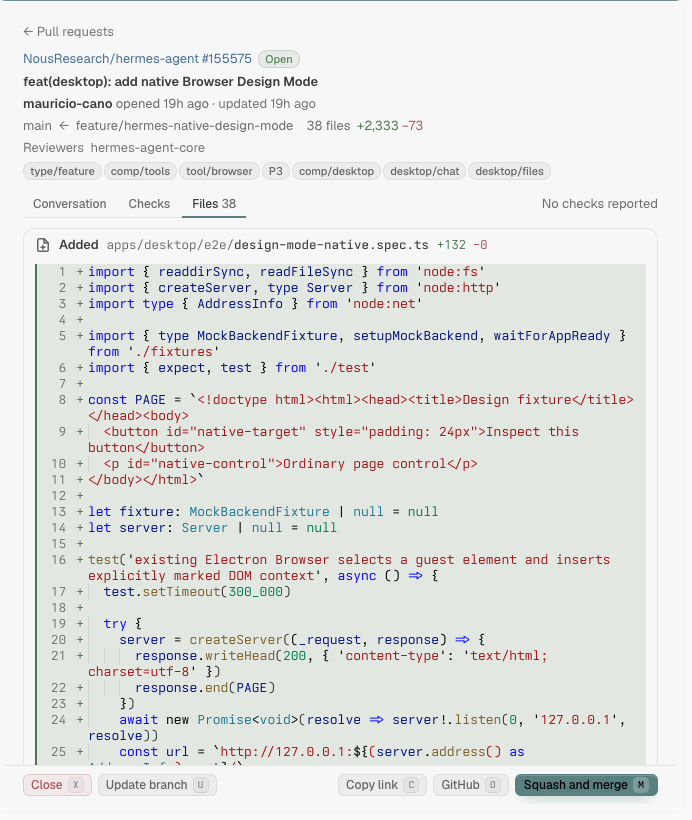 ← Pull requests
NousResearch/hermes-agent #155575 Open
feat(desktop): add native Browser Design Mode
mauricio-cano opened 19h ago · updated 19h ago
main ← feature/hermes-native-design-mode 38 files +2,333 −73
Reviewers hermes-agent-core
type/feature comp/tools tool/browser P3 comp/desktop desktop/chat desktop/files
Conversation Checks Files 38 No checks reported
Added apps/desktop/e2e/design-mode-native.spec.ts +132 −0
1 + import { readdirSync, readFileSync } from 'node:fs'
2 + import { createServer, type Server } from 'node:http'
3 + import type { AddressInfo } from 'node:net'
4 +
5 + import { type MockBackendFixture, setupMockBackend, waitForAppReady }
from './fixtures'
6 + import { expect, test } from './test'
7 +
8 + const PAGE = `<!doctype html><html><head><title>Design fixture</title>
</head><body>
9 + <button id="native-target" style="padding: 24px">Inspect this
button</button>
10 + <p id="native-control">Ordinary page control</p>
11 + </body></html>`
12 +
13 + let fixture: MockBackendFixture | null = null
14 + let server: Server | null = null
15 +
16 + test('existing Electron Browser selects a guest element and inserts
explicitly marked DOM context', async () => {
17 + test.setTimeout(300_000)
18 +
19 + try {
20 + server = createServer((_request, response) => {
21 + response.writeHead(200, { 'content-type': 'text/html;
charset=utf-8' })
22 + response.end(PAGE)
23 + })
24 + await new Promise<void>(resolve => server!.listen(0, '127.0.0.1',
resolve))
25 + const url = `http://127.0.0.1:${(server.address() as
Close X Update branch U Copy link C GitHub O Squash and merge M